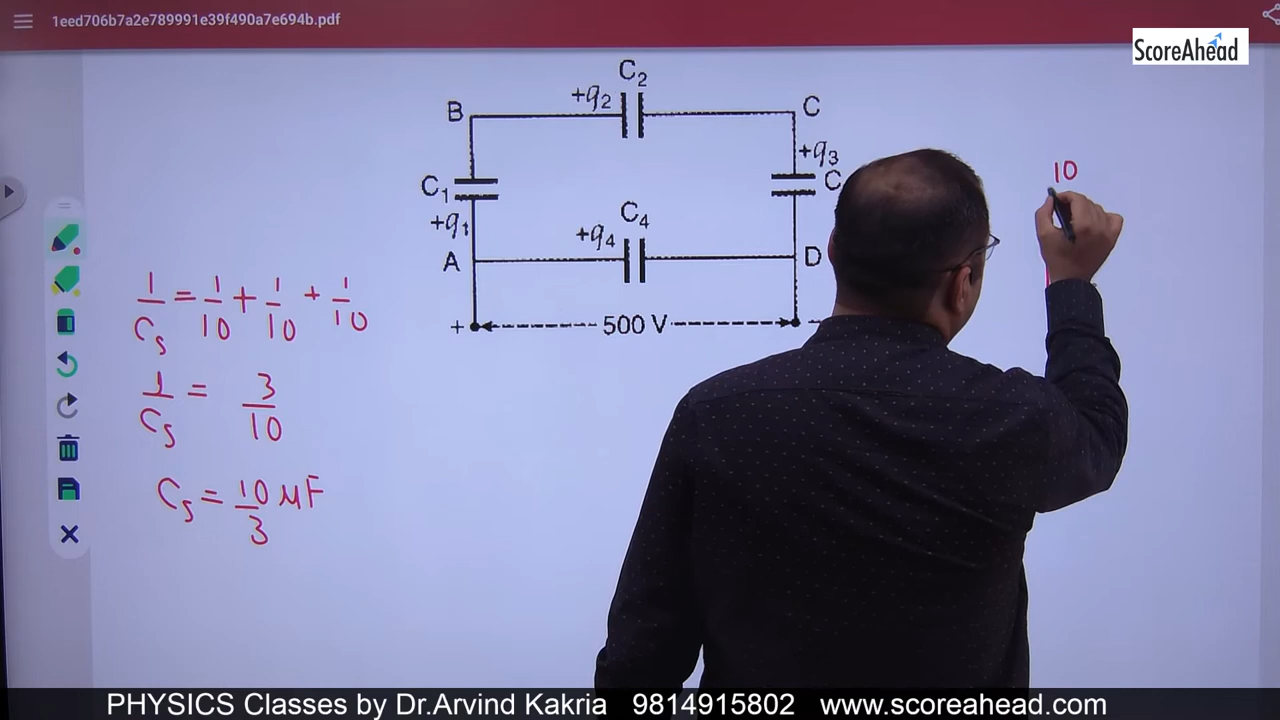 1eed706b7a2e789991e39f490a7e694b.pdf
ScoreAhead
C₂
+q₂
B
C
+q₃
C₁
C
+q₁
C₄
+q₄
A
D
+
500 V
10
1/Cs = 1/10 + 1/10 + 1/10
1/Cs = 3/10
Cs = 10/3 μF
PHYSICS Classes by Dr.Arvind Kakria 9814915802 www.scoreahead.com